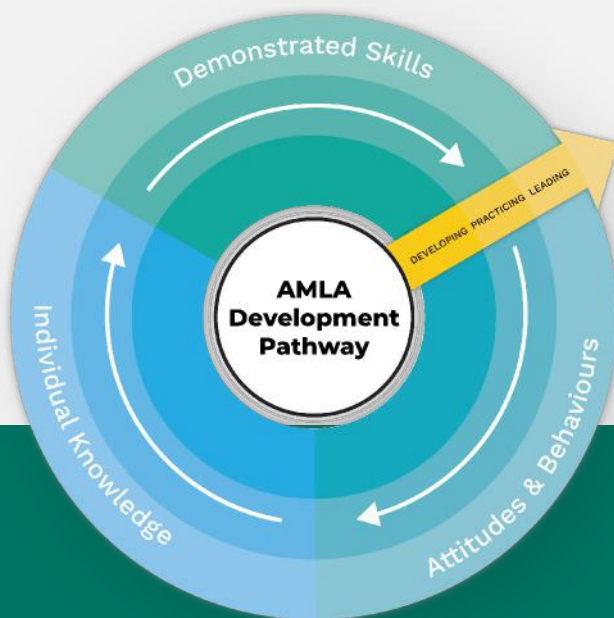 Demonstrated Skills
DEVELOPING PRACTICING LEADING
AMLA
Development
Pathway
Individual Knowledge
Attitudes & Behaviours